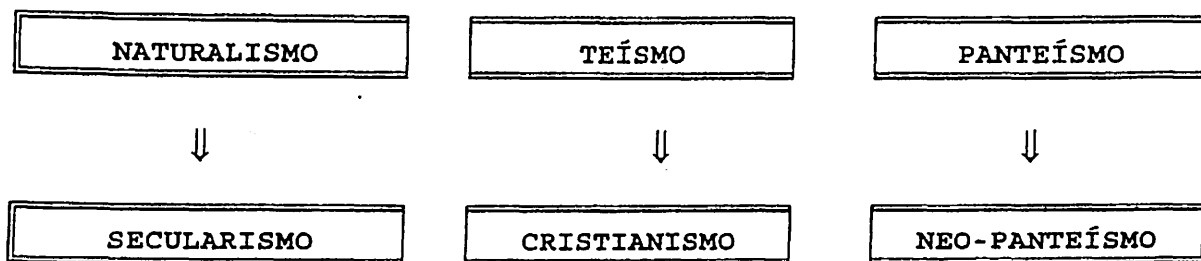 NATURALISMO TEÍSMO PANTEÍSMO
⇓ ⇓ ⇓
SECULARISMO CRISTIANISMO NEO-PANTEÍSMO